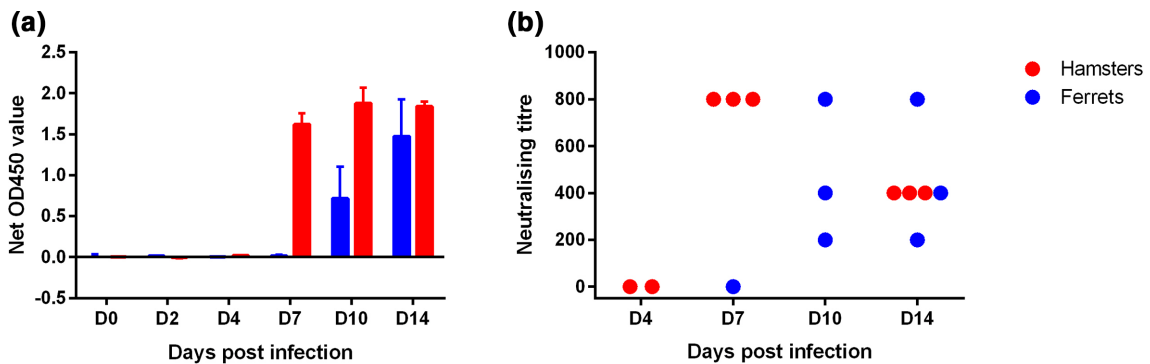 (a)
Net OD450 value
2.5
2.0
1.5
1.0
0.5
0.0
-0.5
D0 D2 D4 D7 D10 D14
Days post infection
(b)
Neutralising titre
1000
800
600
400
200
0
D4 D7 D10 D14
Days post infection
Hamsters
Ferrets